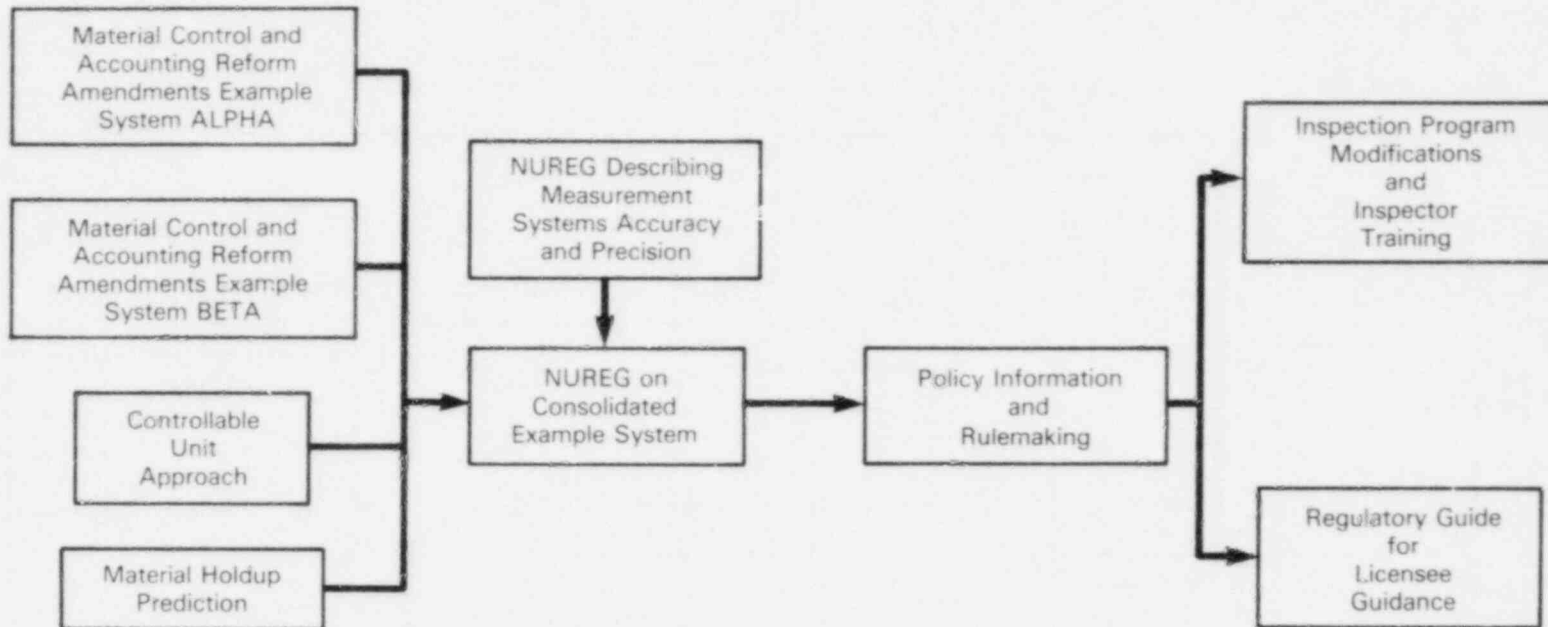 Material Control and
Accounting Reform
Amendments Example
System ALPHA
Material Control and
Accounting Reform
Amendments Example
System BETA
Controllable
Unit
Approach
Material Holdup
Prediction
NUREG Describing
Measurement
Systems Accuracy
and Precision
NUREG on
Consolidated
Example System
Policy Information
and
Rulemaking
Inspection Program
Modifications
and
Inspector
Training
Regulatory Guide
for
Licensee
Guidance